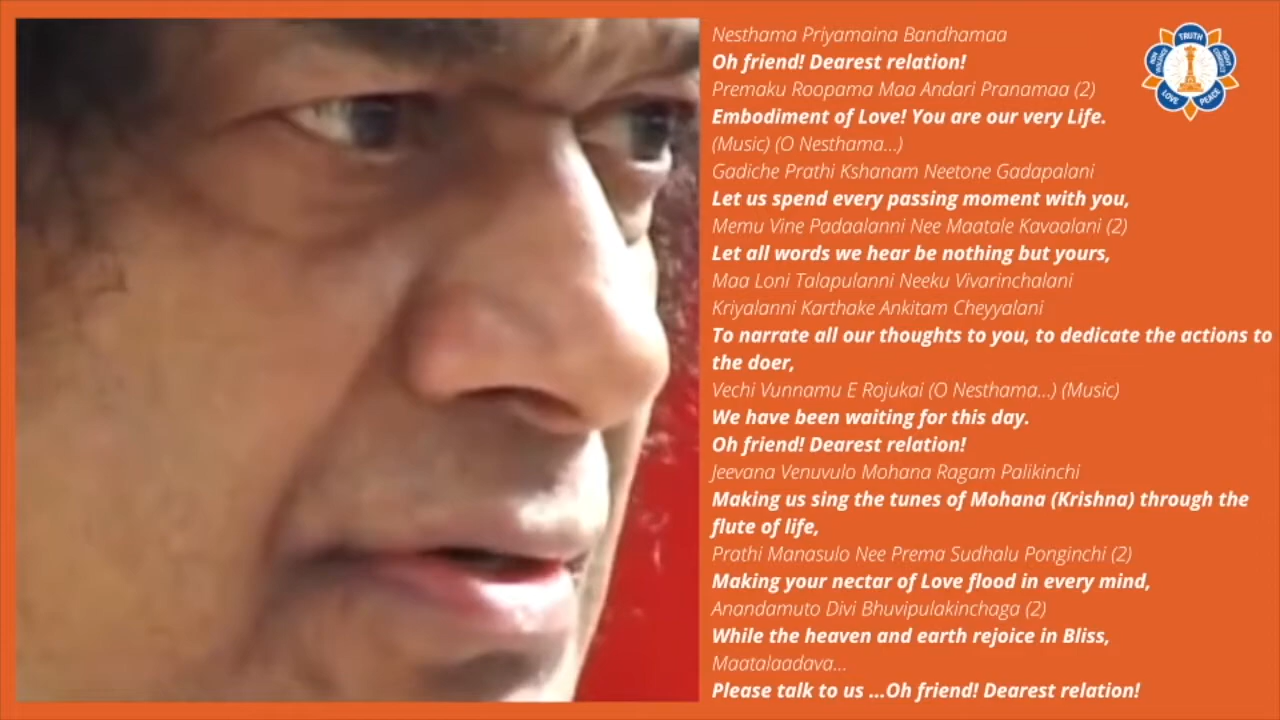 Nesthama Priyamaina Bandhamaa
Oh friend! Dearest relation!
Premaku Roopama Maa Andari Pranamaa (2)
Embodiment of Love! You are our very Life.
(Music) (O Nesthama...)
Gadiche Prathi Kshanam Neetone Gadapalani
Let us spend every passing moment with you,
Memu Vine Padaalanni Nee Maatale Kavaalani (2)
Let all words we hear be nothing but yours,
Maa Loni Talapulanni Neeku Vivarinchalani
Kriyalanni Karthake Ankitam Cheyyalani
To narrate all our thoughts to you, to dedicate the actions to
the doer,
Vechi Vunnamu E Rojukai (O Nesthama...) (Music)
We have been waiting for this day.
Oh friend! Dearest relation!
Jeevana Venuvulo Mohana Ragam Palikinchi
Making us sing the tunes of Mohana (Krishna) through the
flute of life,
Prathi Manasulo Nee Prema Sudhalu Ponginchi (2)
Making your nectar of Love flood in every mind,
Anandamuto Divi Bhuvipulakinchaga (2)
While the heaven and earth rejoice in Bliss,
Maatalaadava...
Please talk to us ...Oh friend! Dearest relation!
TRUTH
RIGHT CONDUCT
PEACE
LOVE
NON VIOLENCE